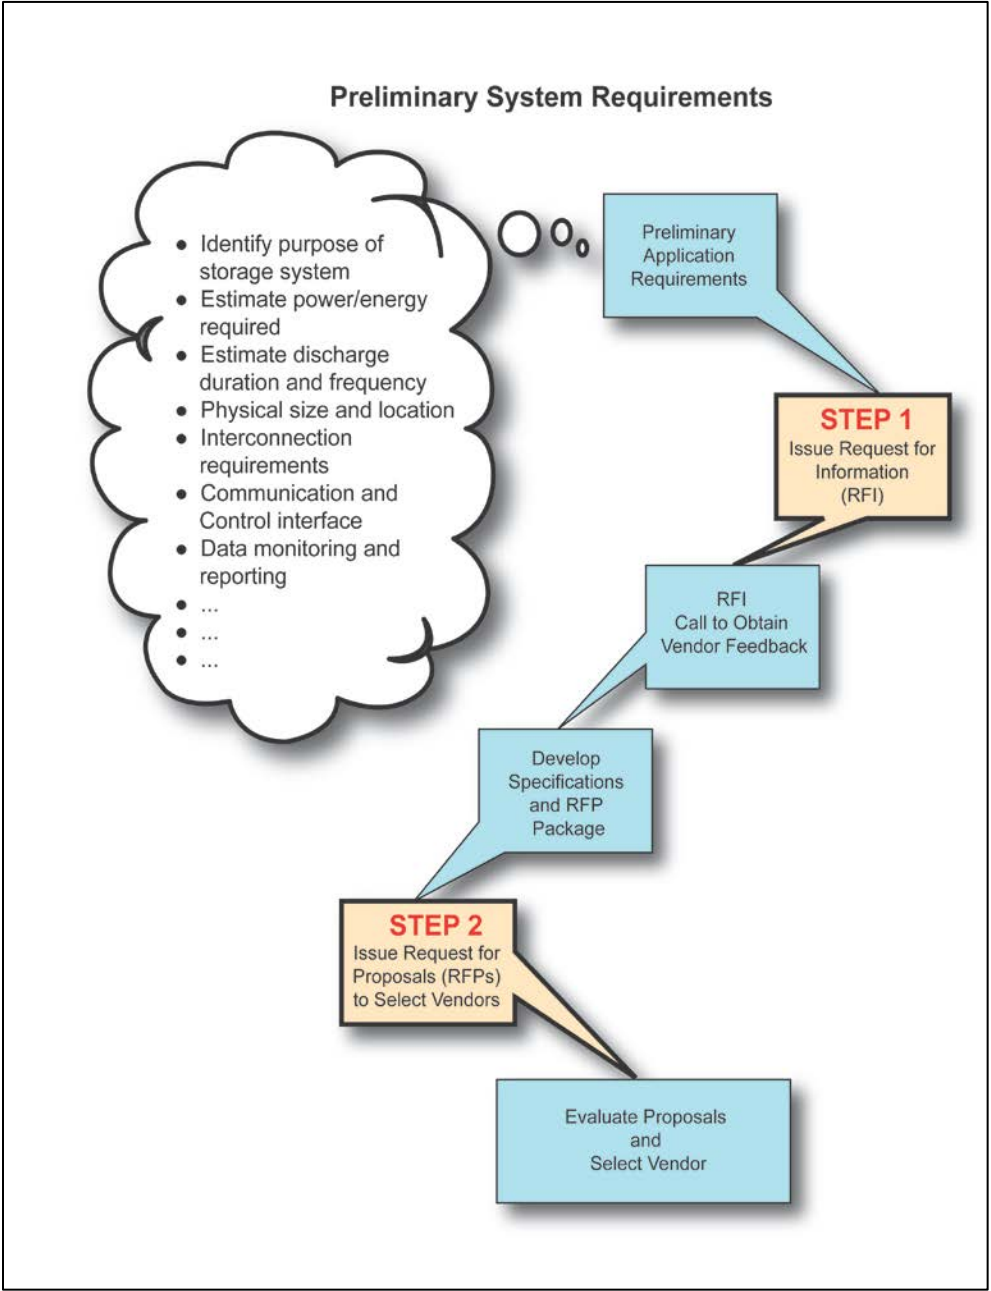 Preliminary System Requirements
● Identify purpose of
storage system
● Estimate power/energy
required
● Estimate discharge
duration and frequency
● Physical size and location
● Interconnection
requirements
● Communication and
Control interface
● Data monitoring and
reporting
● ...
● ...
● ...
Preliminary
Application
Requirements
STEP 1
Issue Request for
Information
(RFI)
RFI
Call to Obtain
Vendor Feedback
Develop
Specifications
and RFP
Package
STEP 2
Issue Request for
Proposals (RFPs)
to Select Vendors
Evaluate Proposals
and
Select Vendor